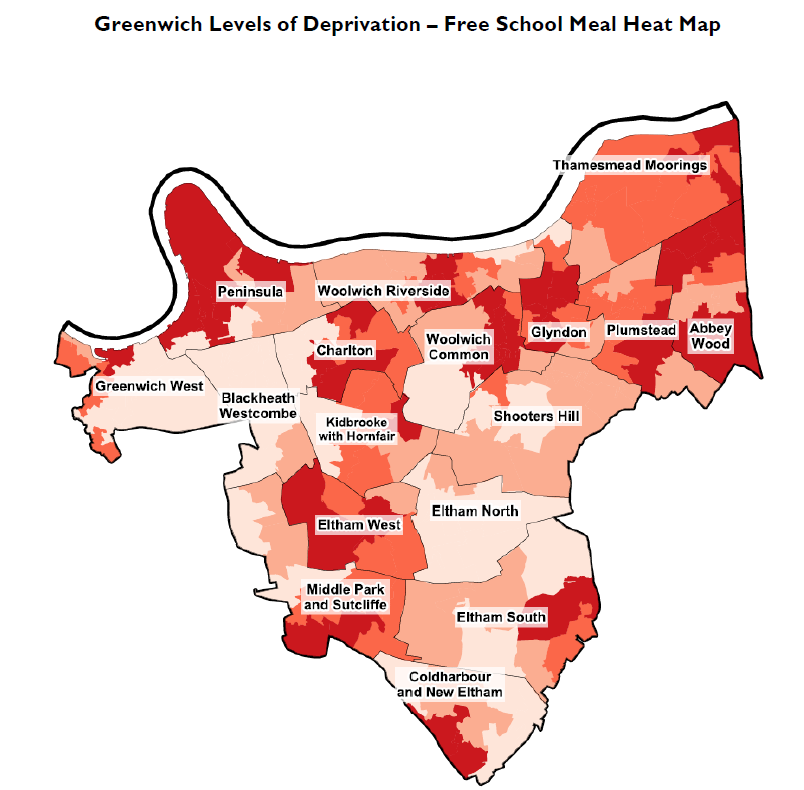 Greenwich Levels of Deprivation – Free School Meal Heat Map
Thamesmead Moorings
Peninsula
Woolwich Riverside
Glyndon
Plumstead
Abbey
Wood
Woolwich
Common
Charlton
Greenwich West
Blackheath
Westcombe
Shooters Hill
Kidbrooke
with Hornfair
Eltham West
Eltham North
Middle Park
and Sutcliffe
Eltham South
Coldharbour
and New Eltham